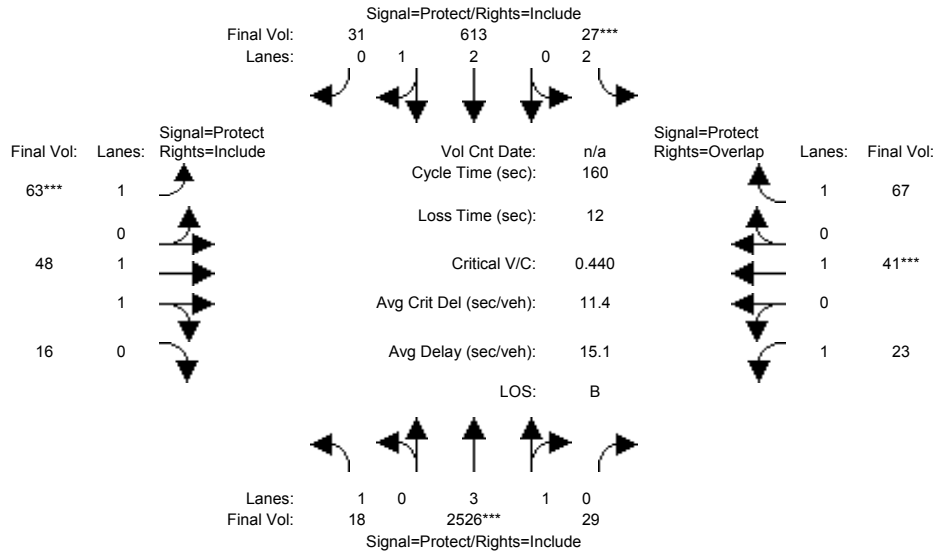 Signal=Protect/Rights=Include
Final Vol: 31 613 27***
Lanes: 0 1 2 0 2
Signal=Protect
Final Vol: Lanes: Rights=Include
Vol Cnt Date: n/a
Signal=Protect
Rights=Overlap Lanes: Final Vol:
Cycle Time (sec): 160
63*** 1
1 67
Loss Time (sec): 12
0
0
48 1
Critical V/C: 0.440
1 41***
1
Avg Crit Del (sec/veh): 11.4
0
16 0
Avg Delay (sec/veh): 15.1
1 23
LOS: B
Lanes: 1 0 3 1 0
Final Vol: 18 2526*** 29
Signal=Protect/Rights=Include